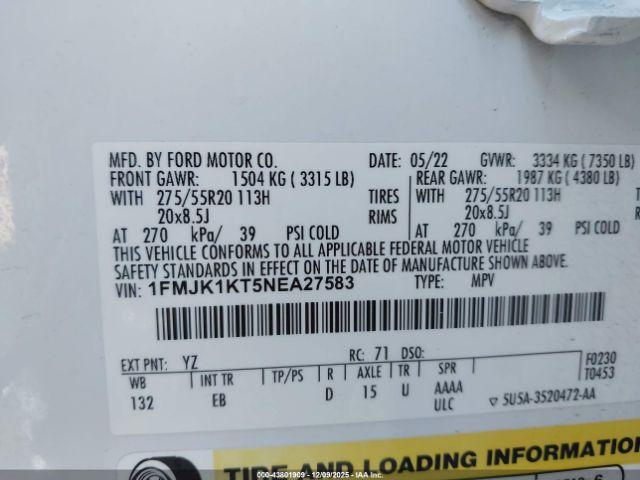 MFD. BY FORD MOTOR CO. DATE: 05/22 GVWR: 3334 KG ( 7350 LB)
FRONT GAWR: 1504 KG ( 3315 LB) REAR GAWR: 1987 KG ( 4380 LB)
WITH 275/55R20 113H TIRES WITH 275/55R20 113H
20x8.5J RIMS 20x8.5J
AT 270 kPa/ 39 PSI COLD AT 270 kPa/ 39 PSI COLD
THIS VEHICLE CONFORMS TO ALL APPLICABLE FEDERAL MOTOR VEHICLE
SAFETY STANDARDS IN EFFECT ON THE DATE OF MANUFACTURE SHOWN ABOVE.
VIN: 1FMJK1KT5NEA27583 TYPE: MPV
EXT PNT: YZ RC: 71 DSO: F0230
WB INT TR TP/PS R AXLE TR SPR T0453
132 EB D 15 U AAAA
ULC ▽ 5U5A-3520472-AA
TIRE AND LOADING INFORMATION
000-43801909 - 12/09/2025 - IAAI.COM